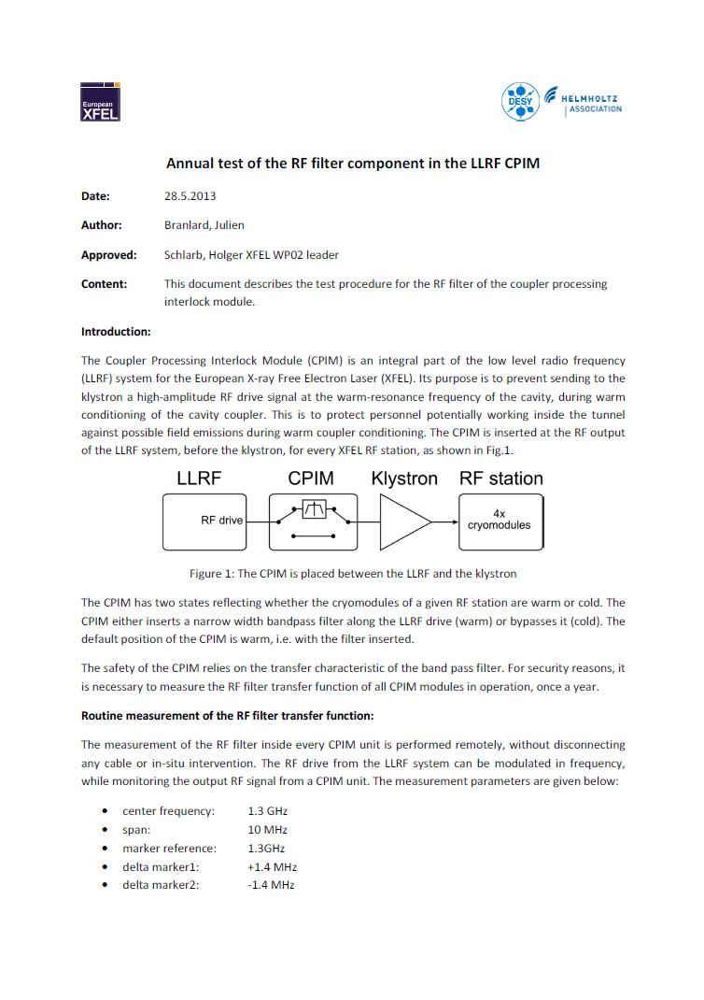 European
XFEL
DESY
HELMHOLTZ
ASSOCIATION
Annual test of the RF filter component in the LLRF CPIM
Date: 28.5.2013
Author: Branlard, Julien
Approved: Schlarb, Holger XFEL WP02 leader
Content: This document describes the test procedure for the RF filter of the coupler processing
interlock module.
Introduction:
The Coupler Processing Interlock Module (CPIM) is an integral part of the low level radio frequency
(LLRF) system for the European X-ray Free Electron Laser (XFEL). Its purpose is to prevent sending to the
klystron a high-amplitude RF drive signal at the warm-resonance frequency of the cavity, during warm
conditioning of the cavity coupler. This is to protect personnel potentially working inside the tunnel
against possible field emissions during warm coupler conditioning. The CPIM is inserted at the RF output
of the LLRF system, before the klystron, for every XFEL RF station, as shown in Fig.1.
LLRF CPIM Klystron RF station
RF drive
4x
cryomodules
Figure 1: The CPIM is placed between the LLRF and the klystron
The CPIM has two states reflecting whether the cryomodules of a given RF station are warm or cold. The
CPIM either inserts a narrow width bandpass filter along the LLRF drive (warm) or bypasses it (cold). The
default position of the CPIM is warm, i.e. with the filter inserted.
The safety of the CPIM relies on the transfer characteristic of the band pass filter. For security reasons, it
is necessary to measure the RF filter transfer function of all CPIM modules in operation, once a year.
Routine measurement of the RF filter transfer function:
The measurement of the RF filter inside every CPIM unit is performed remotely, without disconnecting
any cable or in-situ intervention. The RF drive from the LLRF system can be modulated in frequency,
while monitoring the output RF signal from a CPIM unit. The measurement parameters are given below:
• center frequency: 1.3 GHz
• span: 10 MHz
• marker reference: 1.3GHz
• delta marker1: +1.4 MHz
• delta marker2: -1.4 MHz